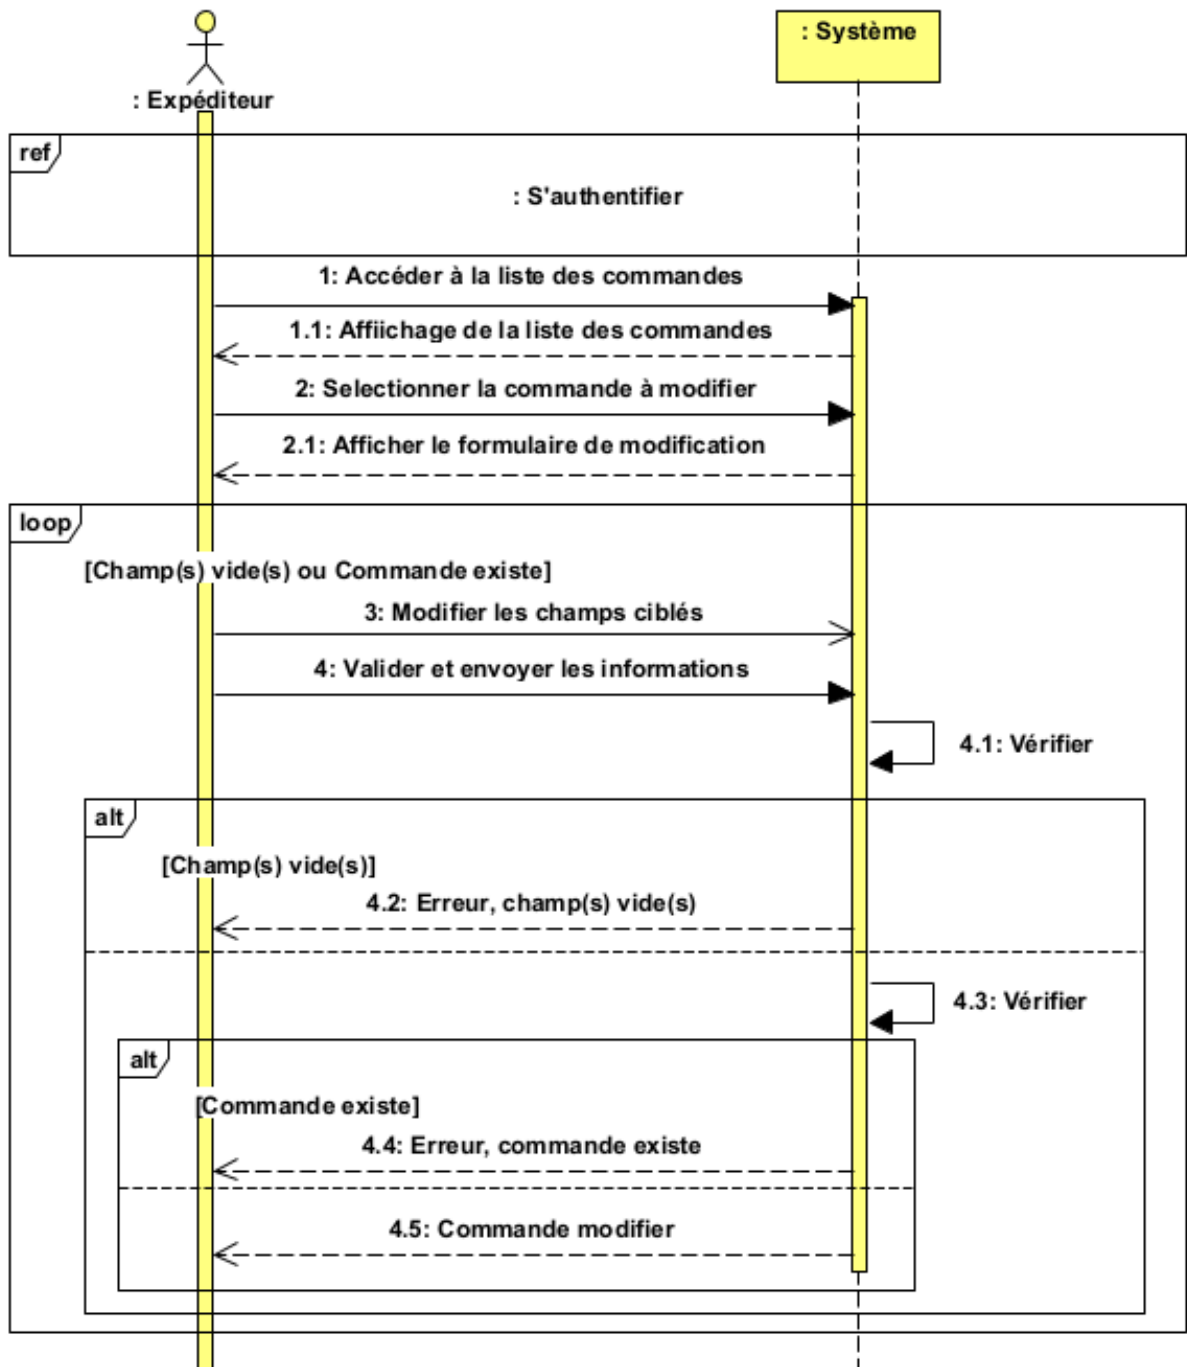 : Système
: Expéditeur
ref
: S'authentifier
1: Accéder à la liste des commandes
1.1: Affiichage de la liste des commandes
2: Selectionner la commande à modifier
2.1: Afficher le formulaire de modification
loop
[Champ(s) vide(s) ou Commande existe]
3: Modifier les champs ciblés
4: Valider et envoyer les informations
4.1: Vérifier
alt
[Champ(s) vide(s)]
4.2: Erreur, champ(s) vide(s)
4.3: Vérifier
alt
[Commande existe]
4.4: Erreur, commande existe
4.5: Commande modifier